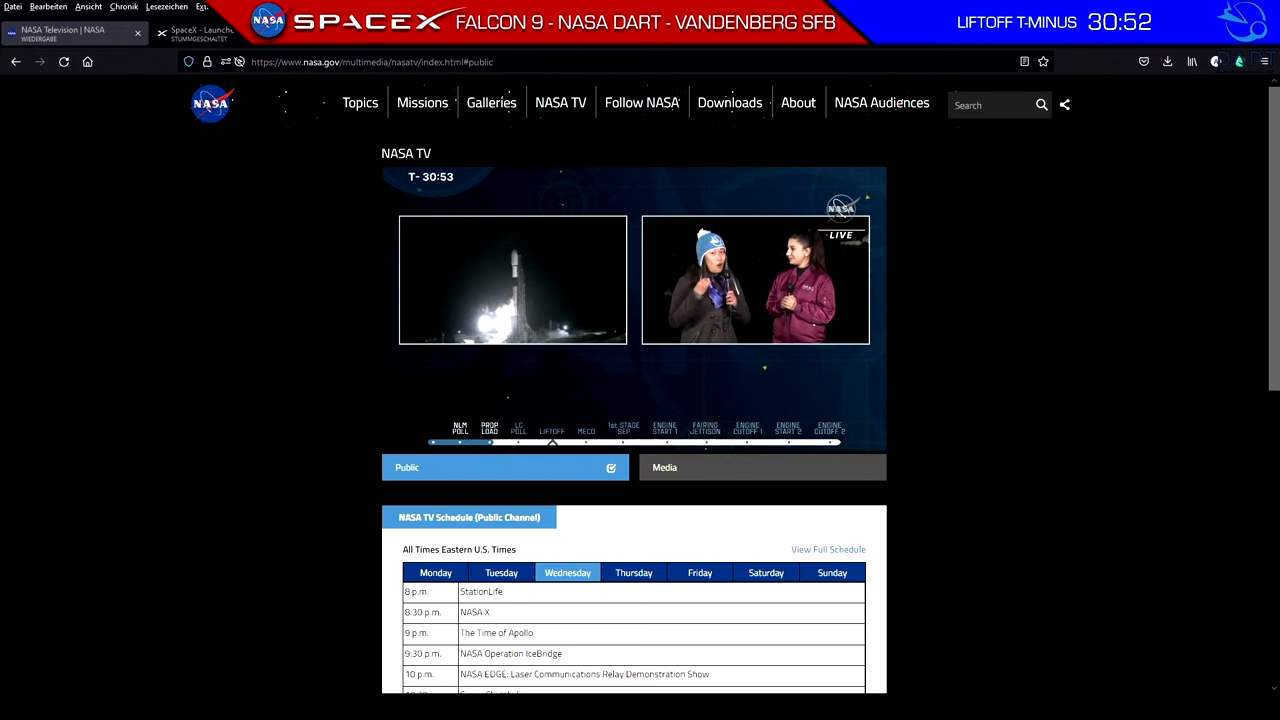 Datei Bearbeiten Ansicht Chronik Lesezeichen
NASA SPACEX FALCON 9 - NASA DART - VANDENBERG SFB
LIFTOFF T-MINUS 30:52
NASA Television | NASA
WIEDERGABE
SpaceX - Launche
STUMMGESCHALTET
https://www.nasa.gov/multimedia/nasatv/index.html#public
NASA
Topics Missions Galleries NASA TV Follow NASA Downloads About NASA Audiences
Search
NASA TV
T- 30:53
NASA
LIVE
NLM POLL
PROP LOAD
LC POLL
LIFTOFF
MECO
1st STAGE SEP
ENGINE START 1
FAIRING JETTISON
ENGINE CUTOFF 1
ENGINE START 2
ENGINE CUTOFF 2
Public
Media
NASA TV Schedule (Public Channel)
All Times Eastern U.S. Times
View Full Schedule
Monday Tuesday Wednesday Thursday Friday Saturday Sunday
8 p.m. StationLife
8:30 p.m. NASA X
9 p.m. The Time of Apollo
9:30 p.m. NASA Operation IceBridge
10 p.m. NASA EDGE: Laser Communications Relay Demonstration Show